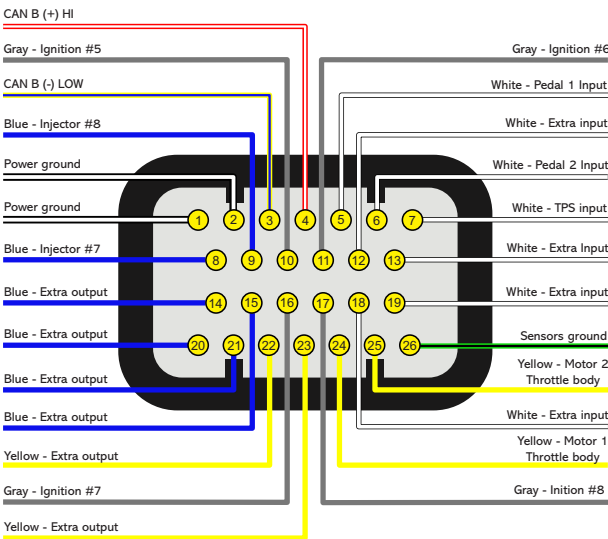 CAN B (+) HI
Gray - Ignition #5
CAN B (-) LOW
Blue - Injector #8
Power ground
Power ground
Blue - Injector #7
Blue - Extra output
Blue - Extra output
Blue - Extra output
Blue - Extra output
Yellow - Extra output
Gray - Ignition #7
Yellow - Extra output
1 2 3 4 5 6 7
8 9 10 11 12 13
14 15 16 17 18 19
20 21 22 23 24 25 26
Gray - Ignition #6
White - Pedal 1 Input
White - Extra input
White - Pedal 2 Input
White - TPS input
White - Extra Input
White - Extra input
Sensors ground
Yellow - Motor 2
Throttle body
White - Extra input
Yellow - Motor 1
Throttle body
Gray - Inition #8